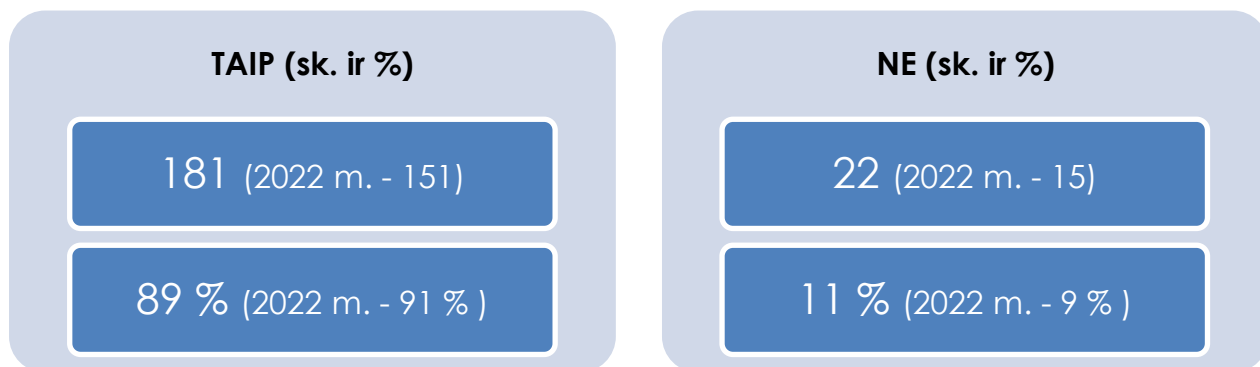 TAIP (sk. ir %)
181 (2022 m. - 151)
89 % (2022 m. - 91 % )
NE (sk. ir %)
22 (2022 m. - 15)
11 % (2022 m. - 9 % )